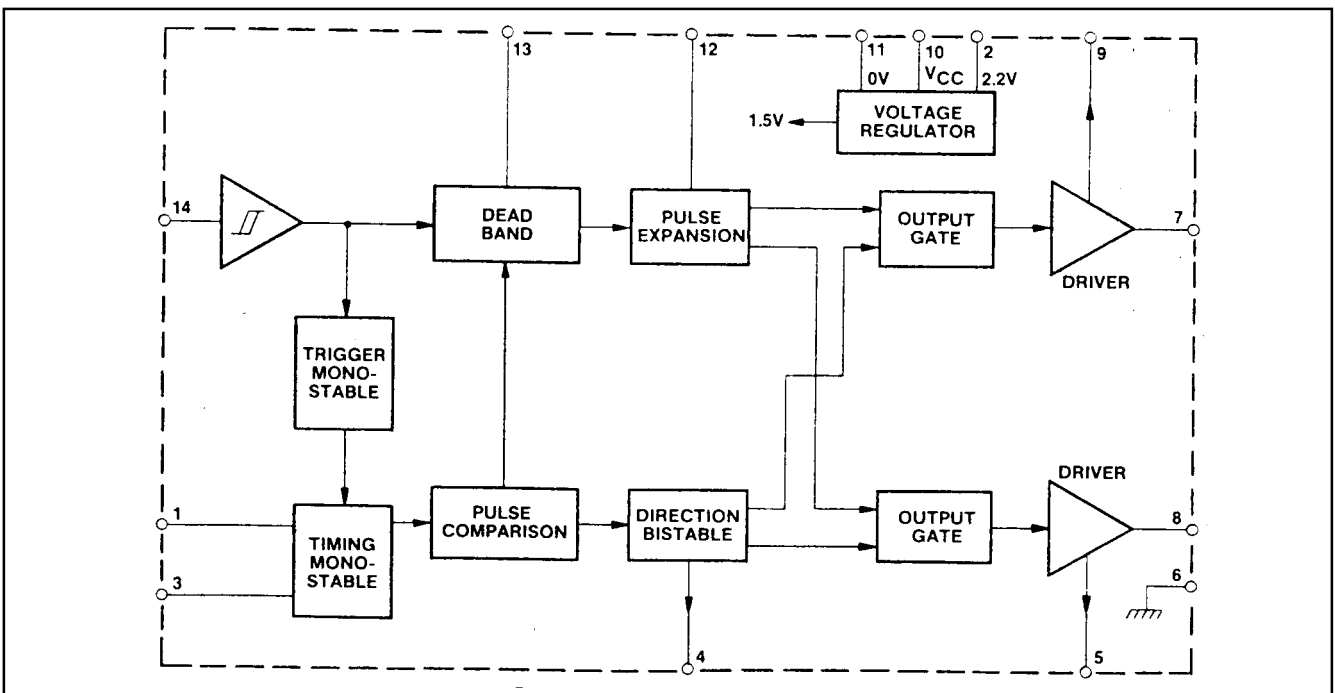 13
12
11
10
2
9
0V
VCC
2.2V
1.5V
VOLTAGE
REGULATOR
14
DEAD
BAND
PULSE
EXPANSION
OUTPUT
GATE
7
DRIVER
TRIGGER
MONO-
STABLE
DRIVER
1
TIMING
MONO-
STABLE
PULSE
COMPARISON
DIRECTION
BISTABLE
OUTPUT
GATE
8
3
6
4
5